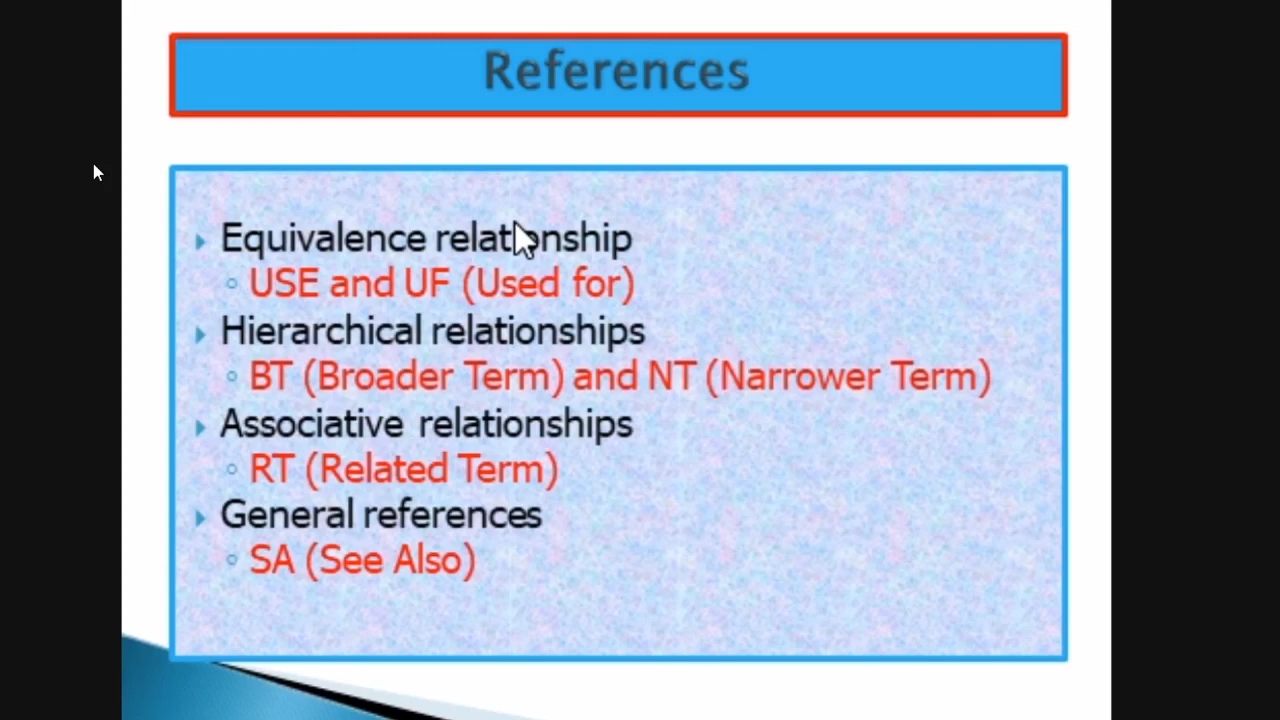 References
Equivalence relationship
USE and UF (Used for)
Hierarchical relationships
BT (Broader Term) and NT (Narrower Term)
Associative relationships
RT (Related Term)
General references
SA (See Also)